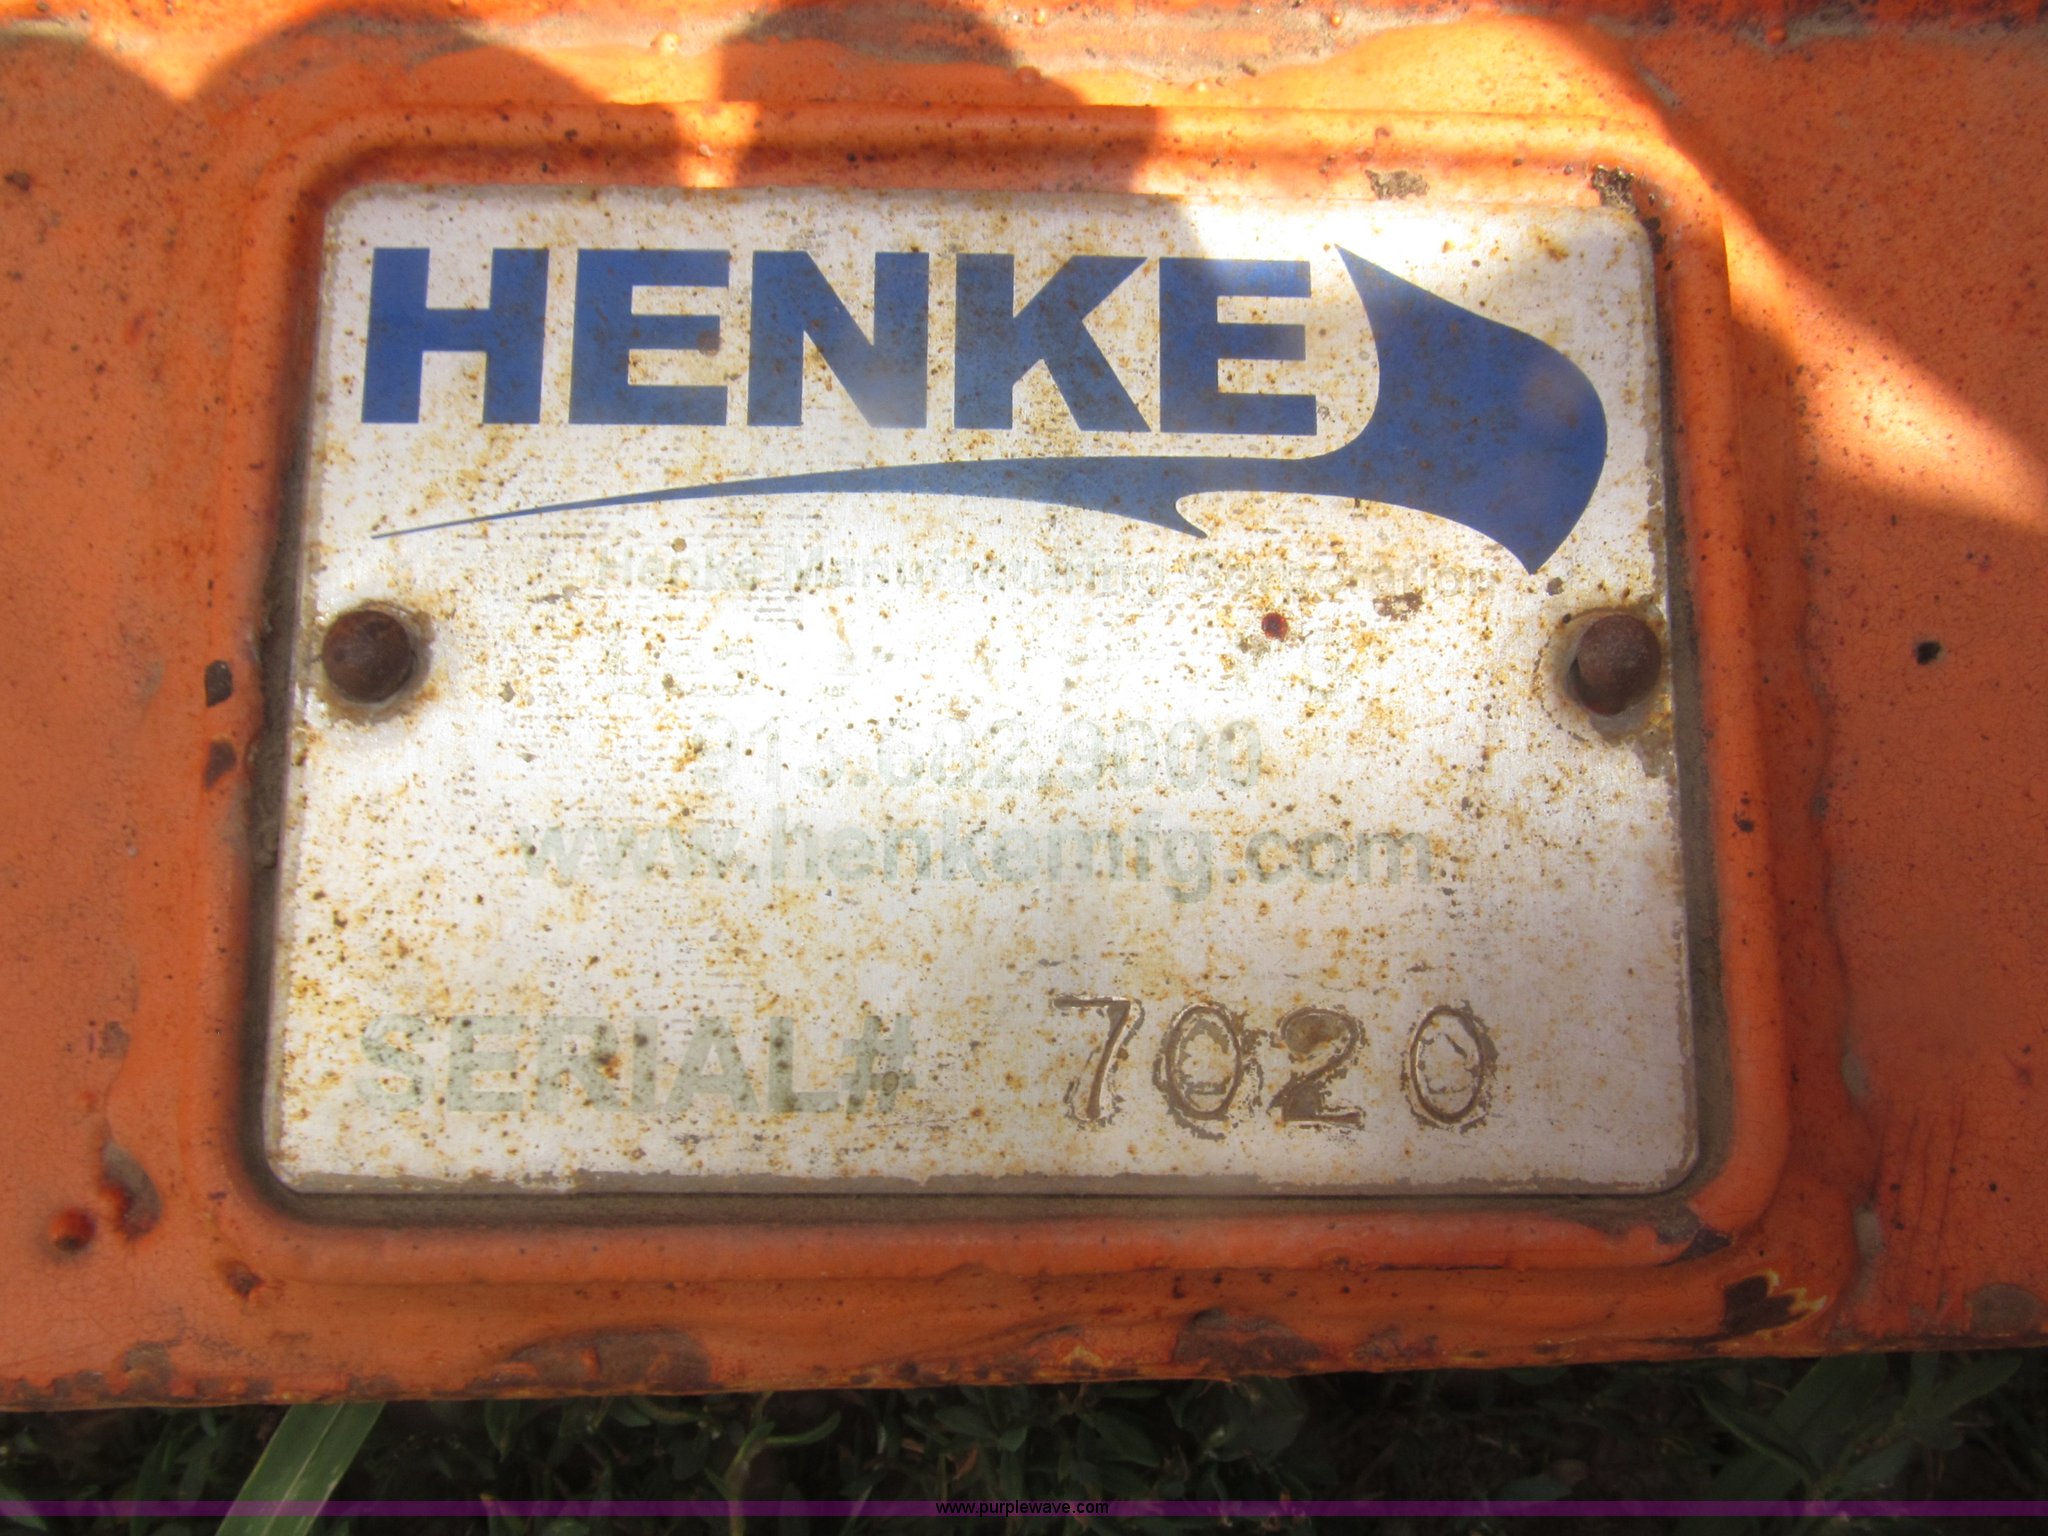 HENKE
Henke Manufacturing Corporation
913.682.9000
www.henkemfg.com
SERIAL# 7020
www.purplewave.com